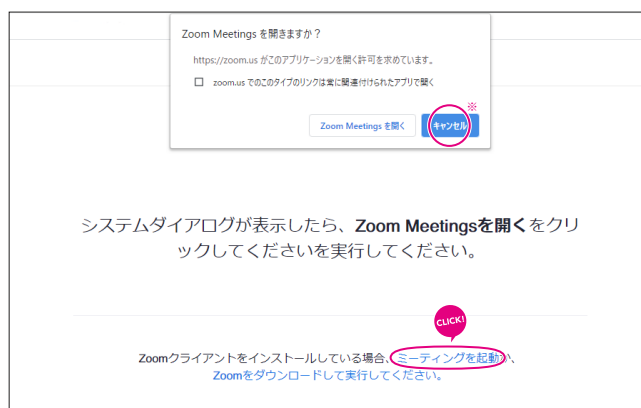 Zoom Meetings を開きますか？
https://zoom.us がこのアプリケーションを開く許可を求めています。
zoom.us でのこのタイプのリンクは常に関連付けられたアプリで開く
※
Zoom Meetings を開く キャンセル
システムダイアログが表示したら、Zoom Meetingsを開くをクリ
ックしてくださいを実行してください。
CLICK!
Zoomクライアントをインストールしている場合、ミーティングを起動か、
Zoomをダウンロードして実行してください。